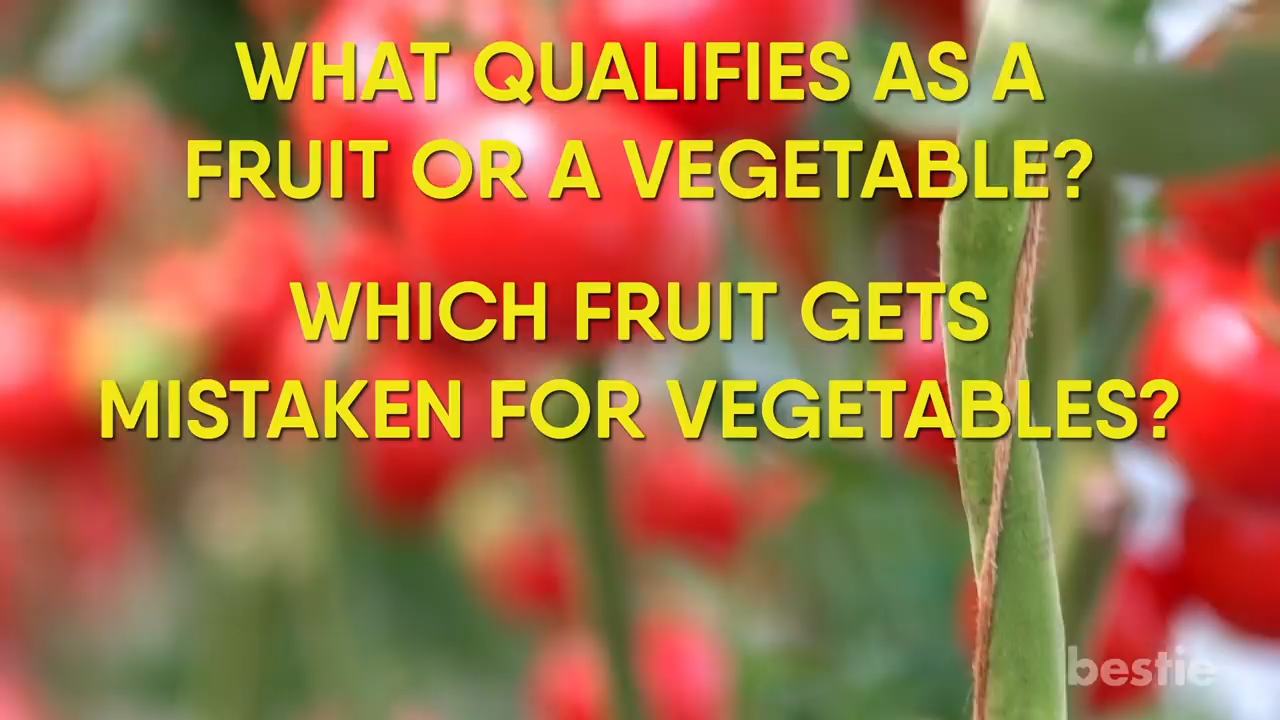 WHAT QUALIFIES AS A
FRUIT OR A VEGETABLE?
WHICH FRUIT GETS
MISTAKEN FOR VEGETABLES?
bestie